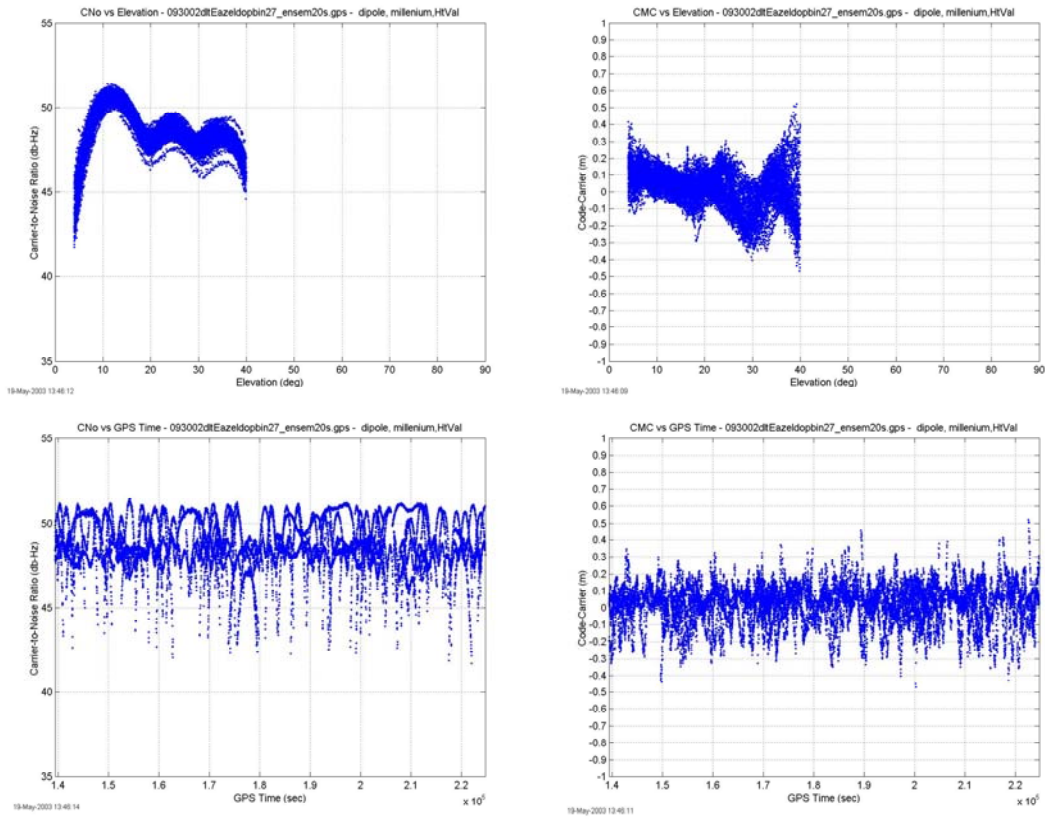 CNo vs Elevation - 093002dltEazeldopbin27_ensem20s.gps - dipole, millenium,HtVal
55
50
45
40
35
Carrier-to-Noise Ratio (db-Hz)
0 10 20 30 40 50 60 70 80 90
Elevation (deg)
19-May-2003 13:46:12
CMC vs Elevation - 093002dltEazeldopbin27_ensem20s.gps - dipole, millenium,HtVal
1
0.9
0.8
0.7
0.6
0.5
0.4
0.3
0.2
0.1
0
-0.1
-0.2
-0.3
-0.4
-0.5
-0.6
-0.7
-0.8
-0.9
-1
Code-Carrier (m)
0 10 20 30 40 50 60 70 80 90
Elevation (deg)
19-May-2003 13:46:09
CNo vs GPS Time - 093002dltEazeldopbin27_ensem20s.gps - dipole, millenium,HtVal
55
50
45
40
35
Carrier-to-Noise Ratio (db-Hz)
1.4 1.5 1.6 1.7 1.8 1.9 2 2.1 2.2
GPS Time (sec)
x 10⁵
19-May-2003 13:46:14
CMC vs GPS Time - 093002dltEazeldopbin27_ensem20s.gps - dipole, millenium,HtVal
1
0.9
0.8
0.7
0.6
0.5
0.4
0.3
0.2
0.1
0
-0.1
-0.2
-0.3
-0.4
-0.5
-0.6
-0.7
-0.8
-0.9
-1
Code-Carrier (m)
1.4 1.5 1.6 1.7 1.8 1.9 2 2.1 2.2
GPS Time (sec)
x 10⁵
19-May-2003 13:46:11